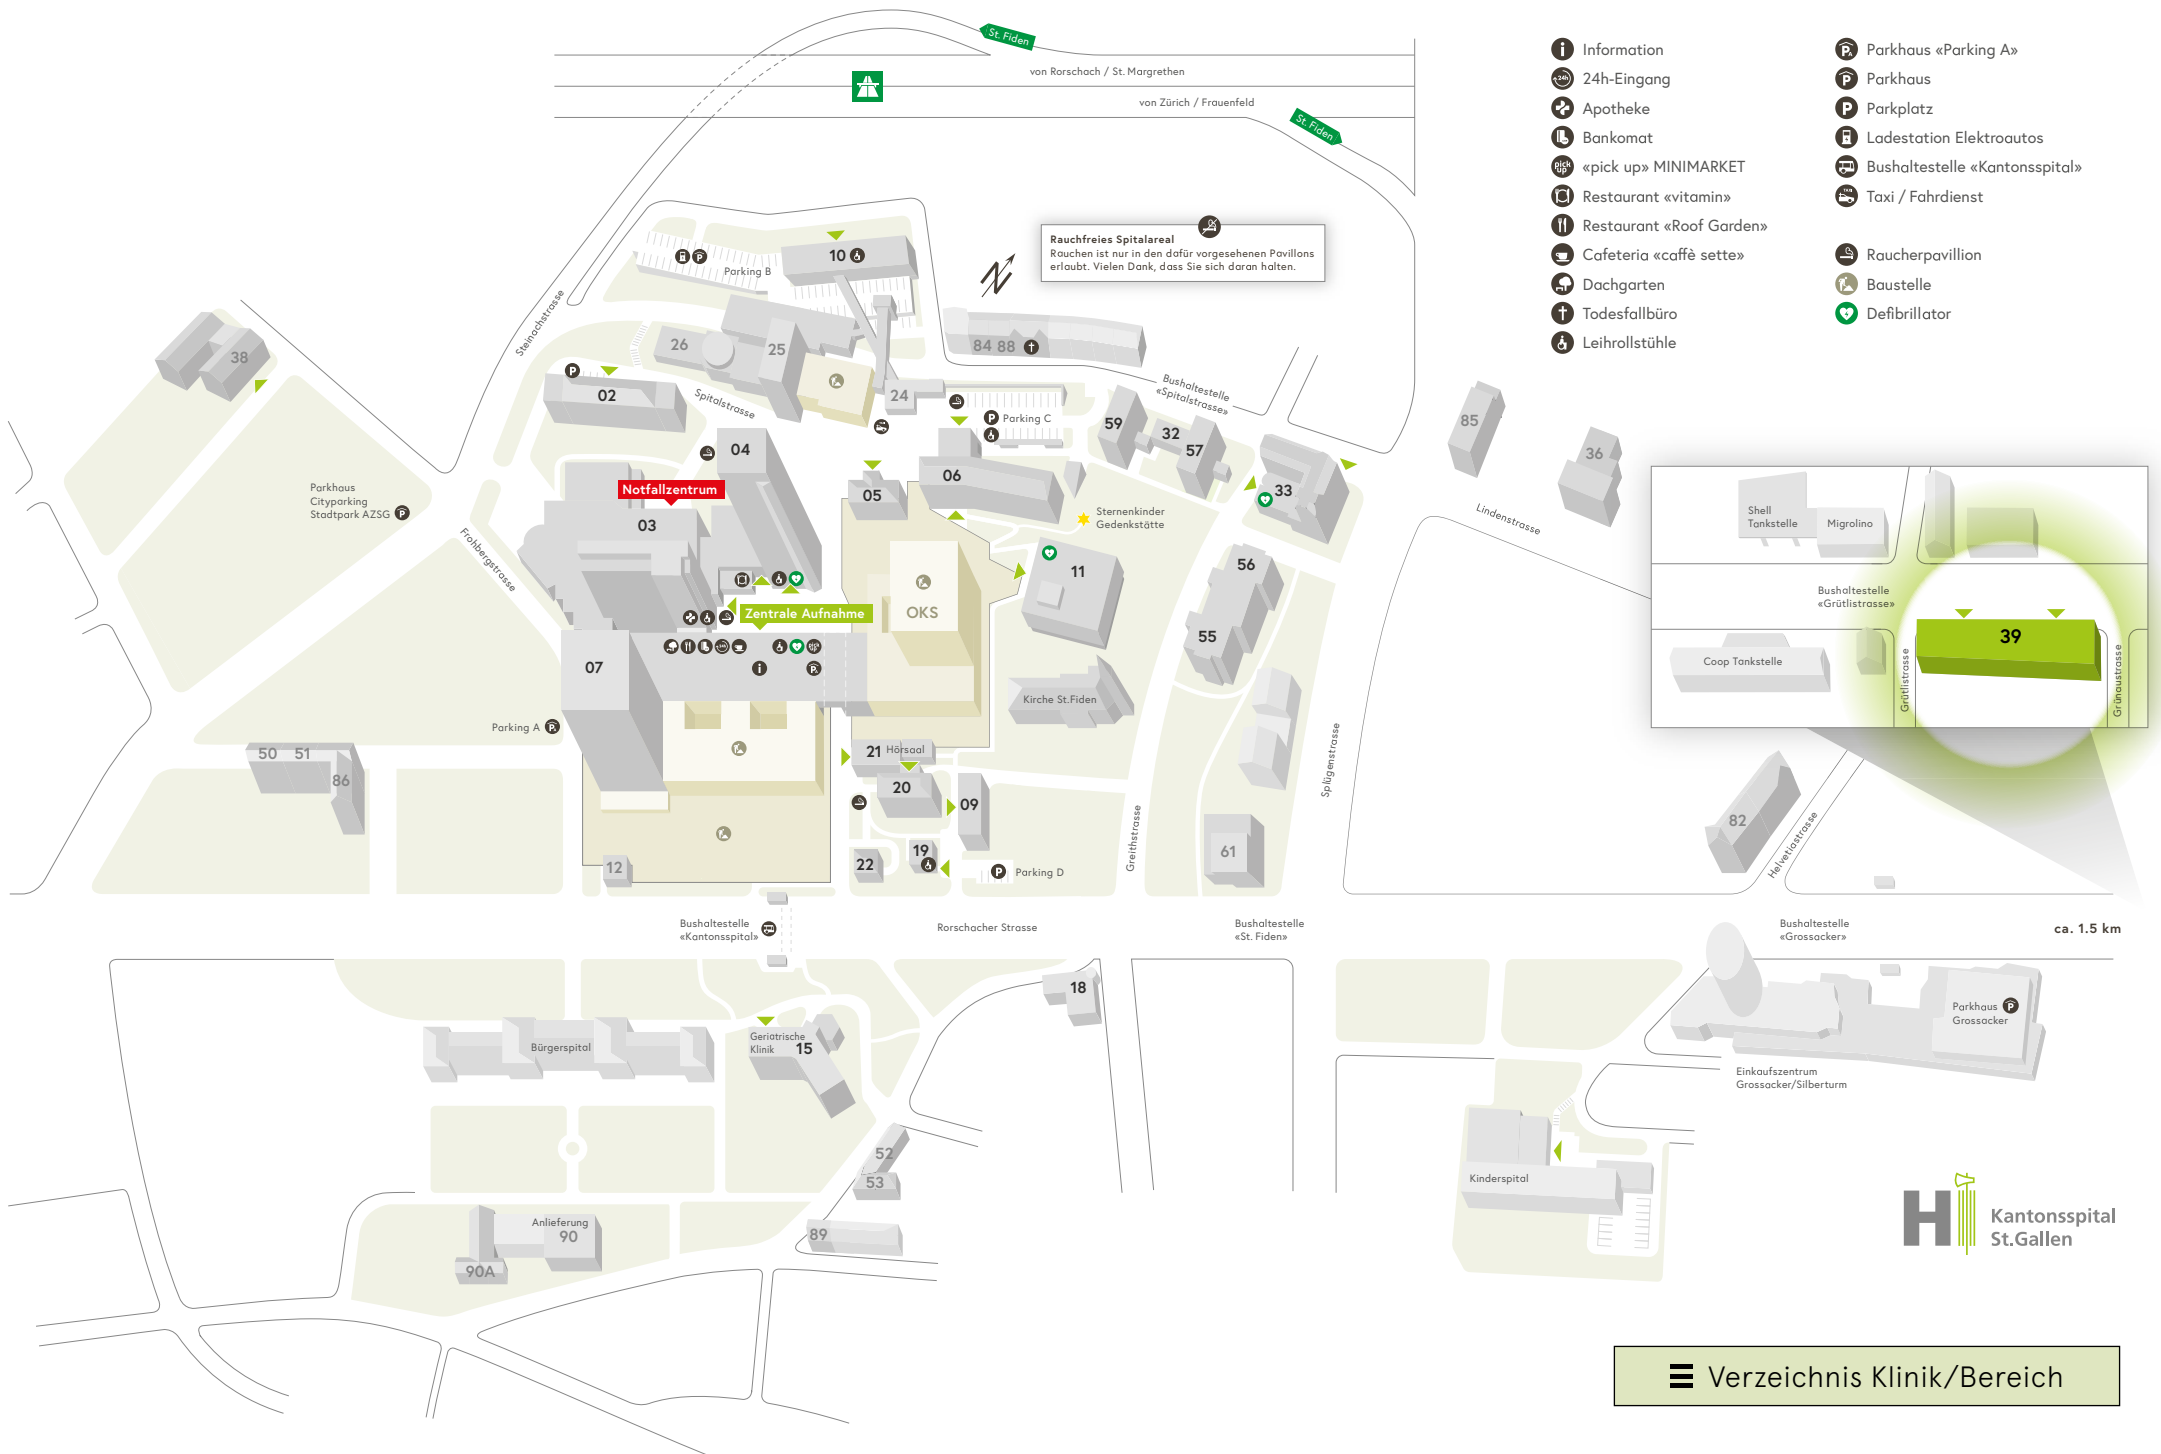 St. Fiden
von Rorschach / St. Margrethen
von Zürich / Frauenfeld
St. Fiden
Information
24h-Eingang
Apotheke
Bankomat
«pick up» MINIMARKET
Restaurant «vitamin»
Restaurant «Roof Garden»
Cafeteria «caffè sette»
Dachgarten
Todesfallbüro
Leihrollstühle
Parkhaus «Parking A»
Parkhaus
Parkplatz
Ladestation Elektroautos
Bushaltestelle «Kantonsspital»
Taxi / Fahrdienst
Raucherpavillion
Baustelle
Defibrillator
Rauchfreies Spitalareal
Rauchen ist nur in den dafür vorgesehenen Pavillons
erlaubt. Vielen Dank, dass Sie sich daran halten.
N
10
Parking B
Steinachstrasse
38
26
25
84 88
02
Spitalstrasse
24
Bushaltestelle
«Spitalstrasse»
Parking C
59
32
57
85
36
04
06
05
33
Notfallzentrum
03
Parkhaus
Cityparking
Stadtpark AZSG
Frohbergstrasse
Sternenkinder
Gedenkstätte
Lindenstrasse
11
56
55
OKS
Zentrale Aufnahme
07
Kirche St.Fiden
Parking A
50 51
86
21 Hörsaal
20
09
19
22
12
Parking D
Greithstrasse
Splügenstrasse
61
82
Helvetiastrasse
Shell
Tankstelle
Migrolino
Bushaltestelle
«Grütlistrasse»
39
Coop Tankstelle
Grütlistrasse
Grünaustrasse
Bushaltestelle
«Kantonsspital»
Rorschacher Strasse
Bushaltestelle
«St. Fiden»
Bushaltestelle
«Grossacker»
ca. 1.5 km
18
Bürgerspital
Geriatrische
Klinik
15
Parkhaus
Grossacker
Einkaufszentrum
Grossacker/Silberturm
52
53
89
Kinderspital
Anlieferung
90
90A
H
Kantonsspital
St.Gallen
Verzeichnis Klinik/Bereich